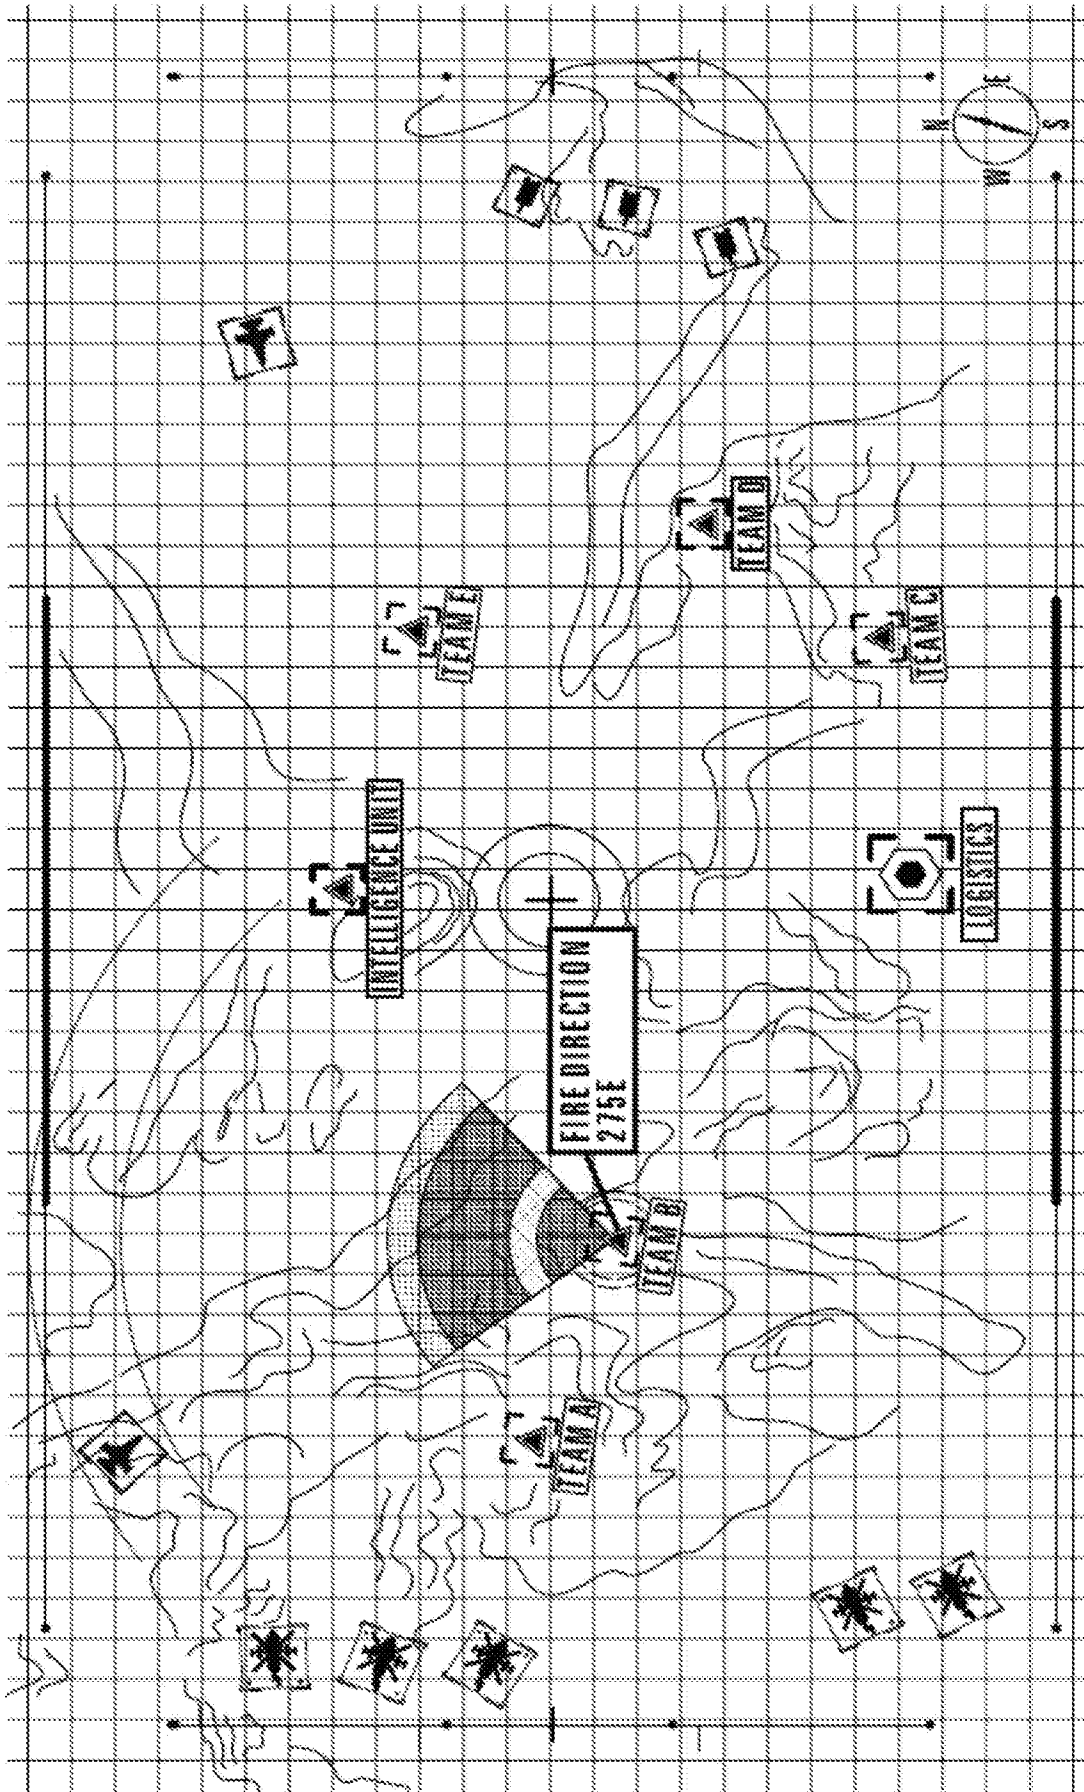 INTELLIGENCE UNIT
TEAM E
TEAM A
FIRE DIRECTION
275E
TEAM B
TEAM D
TEAM C
LOGISTICS
N
W E
S